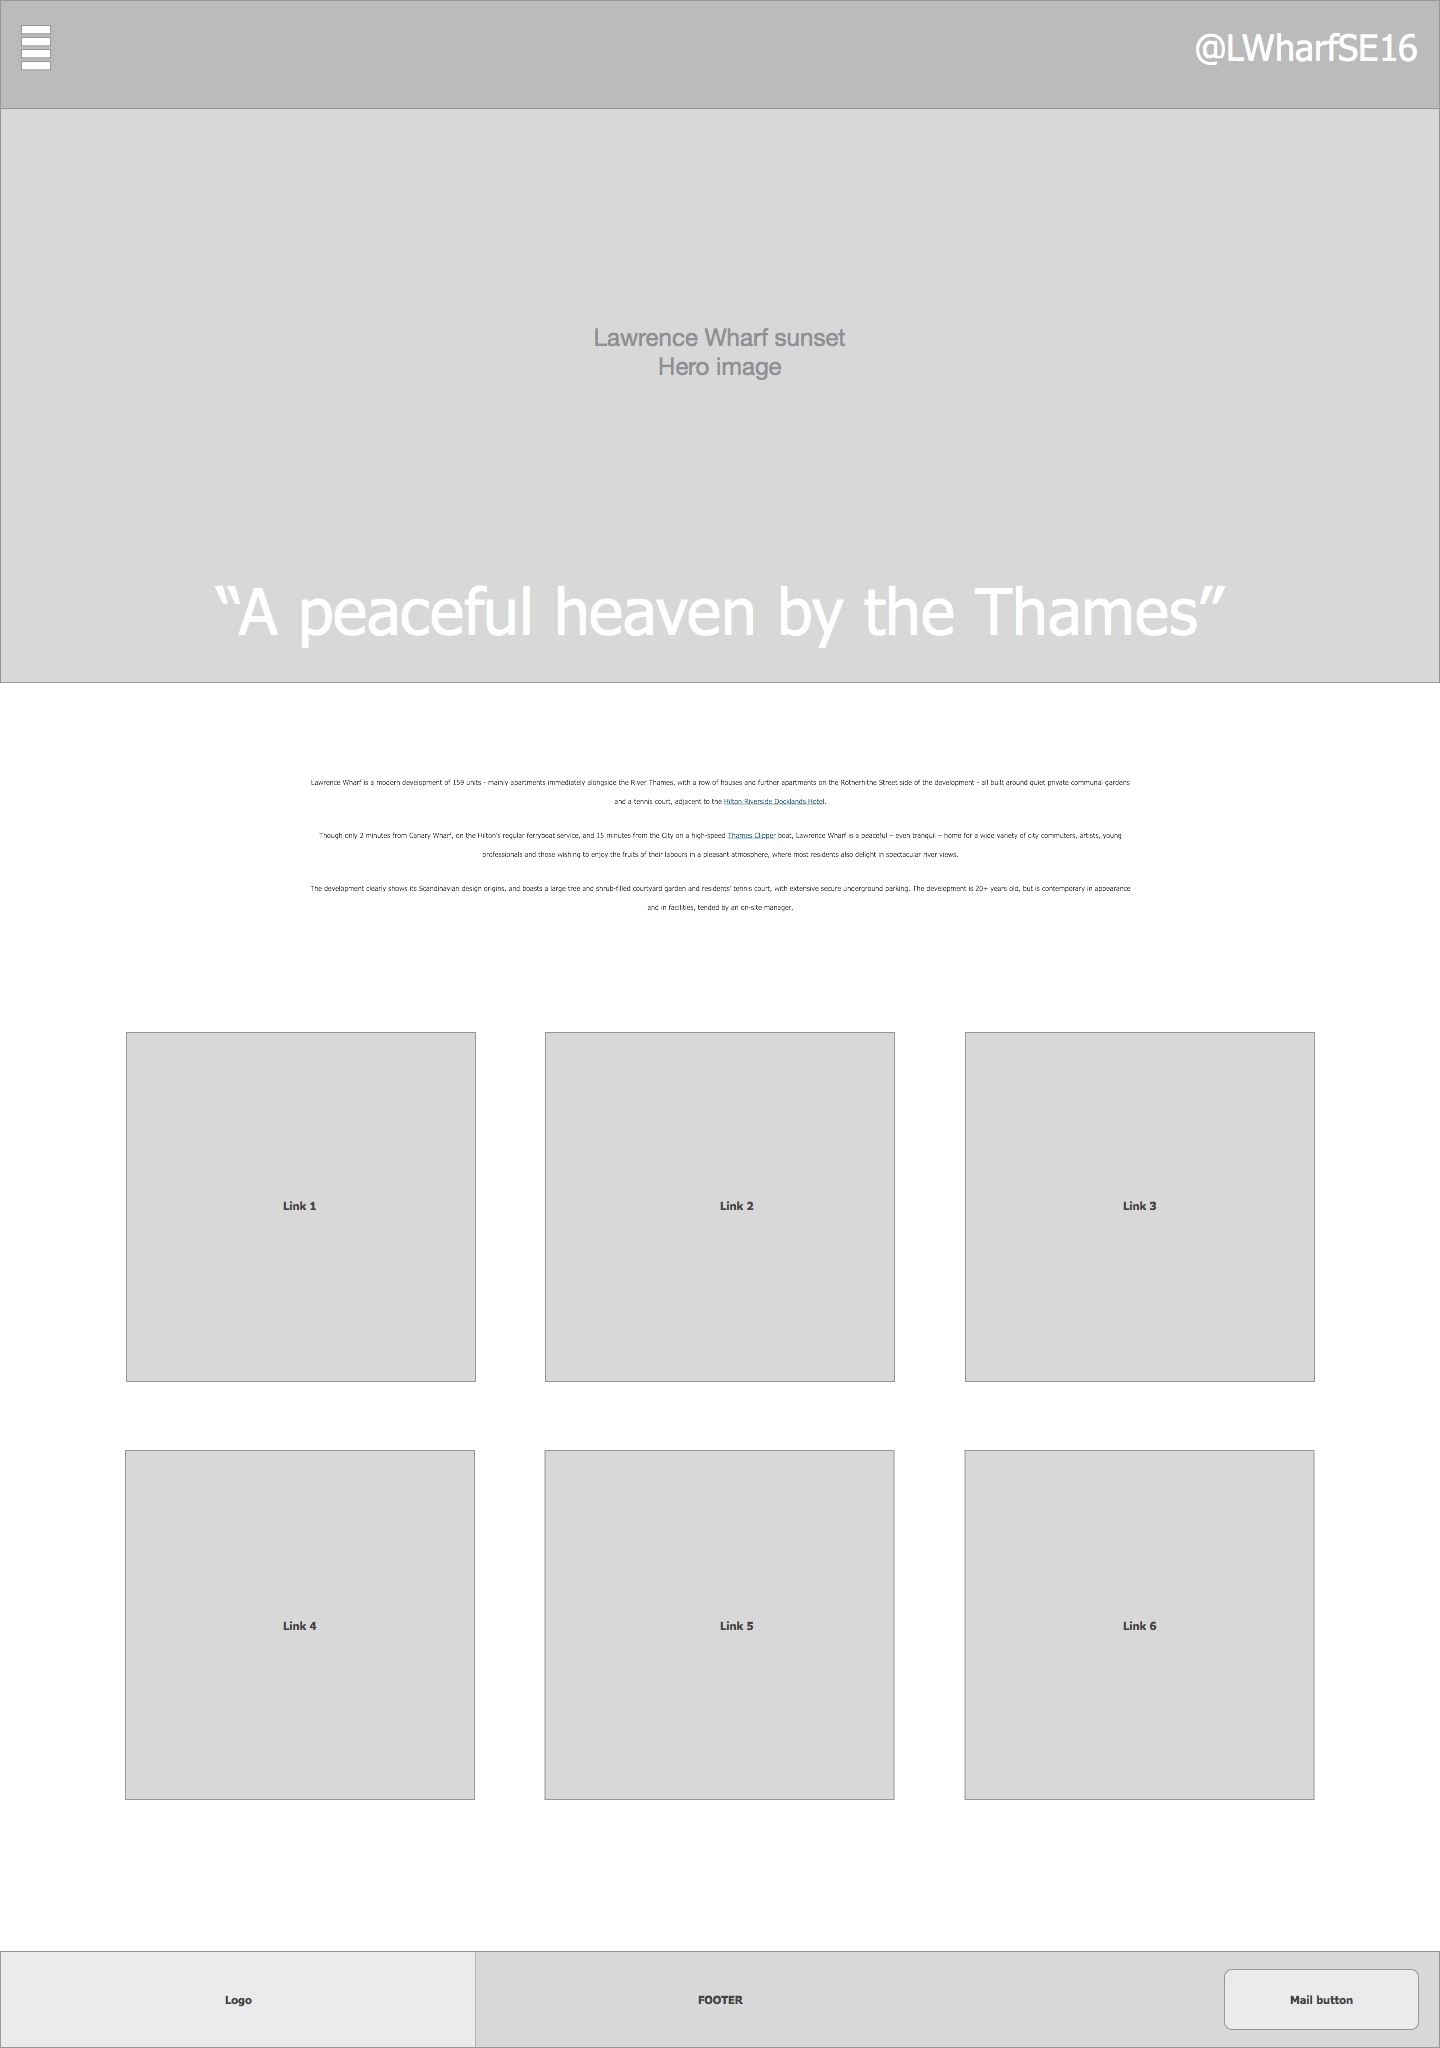 @LWharfSE16
Lawrence Wharf sunset
Hero image
“A peaceful heaven by the Thames”
Lawrence Wharf is a modern development of 159 units - mainly apartments immediately alongside the River Thames, with a row of houses and further apartments on the Rotherhithe Street side of the development - all built around quiet private communal gardens
and a tennis court, adjacent to the Hilton Riverside Docklands Hotel.
Though only 2 minutes from Canary Wharf, on the Hilton's regular ferryboat service, and 15 minutes from the City on a high-speed Thames Clipper boat, Lawrence Wharf is a peaceful – even tranquil – home for a wide variety of city commuters, artists, young
professionals and those wishing to enjoy the fruits of their labours in a pleasant atmosphere, where most residents also delight in spectacular river views.
The development clearly shows its Scandinavian design origins, and boasts a large tree and shrub-filled courtyard garden and residents' tennis court, with extensive secure underground parking. The development is 20+ years old, but is contemporary in appearance
and in facilities, tended by an on-site manager.
Link 1
Link 2
Link 3
Link 4
Link 5
Link 6
Logo
FOOTER
Mail button